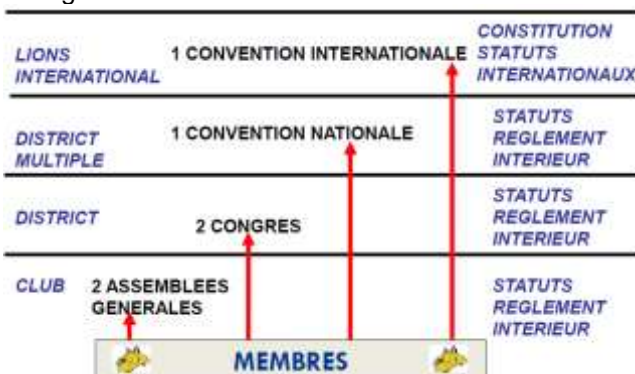 LIONS
INTERNATIONAL
1 CONVENTION INTERNATIONALE
CONSTITUTION
STATUTS
INTERNATIONAUX
DISTRICT
MULTIPLE
1 CONVENTION NATIONALE
STATUTS
REGLEMENT
INTERIEUR
DISTRICT
2 CONGRES
STATUTS
REGLEMENT
INTERIEUR
CLUB
2 ASSEMBLEES
GENERALES
STATUTS
REGLEMENT
INTERIEUR
MEMBRES